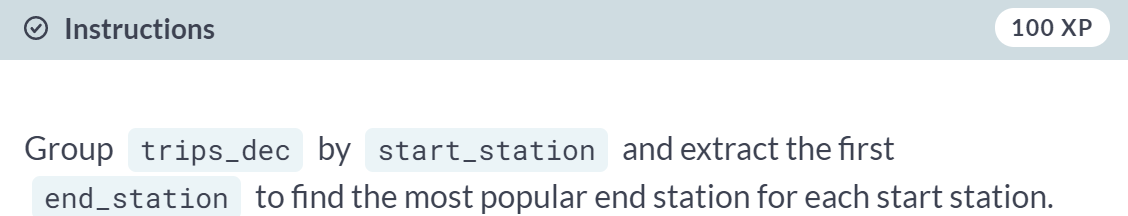 Instructions 100 XP
Group trips_dec by start_station and extract the first
end_station to find the most popular end station for each start station.